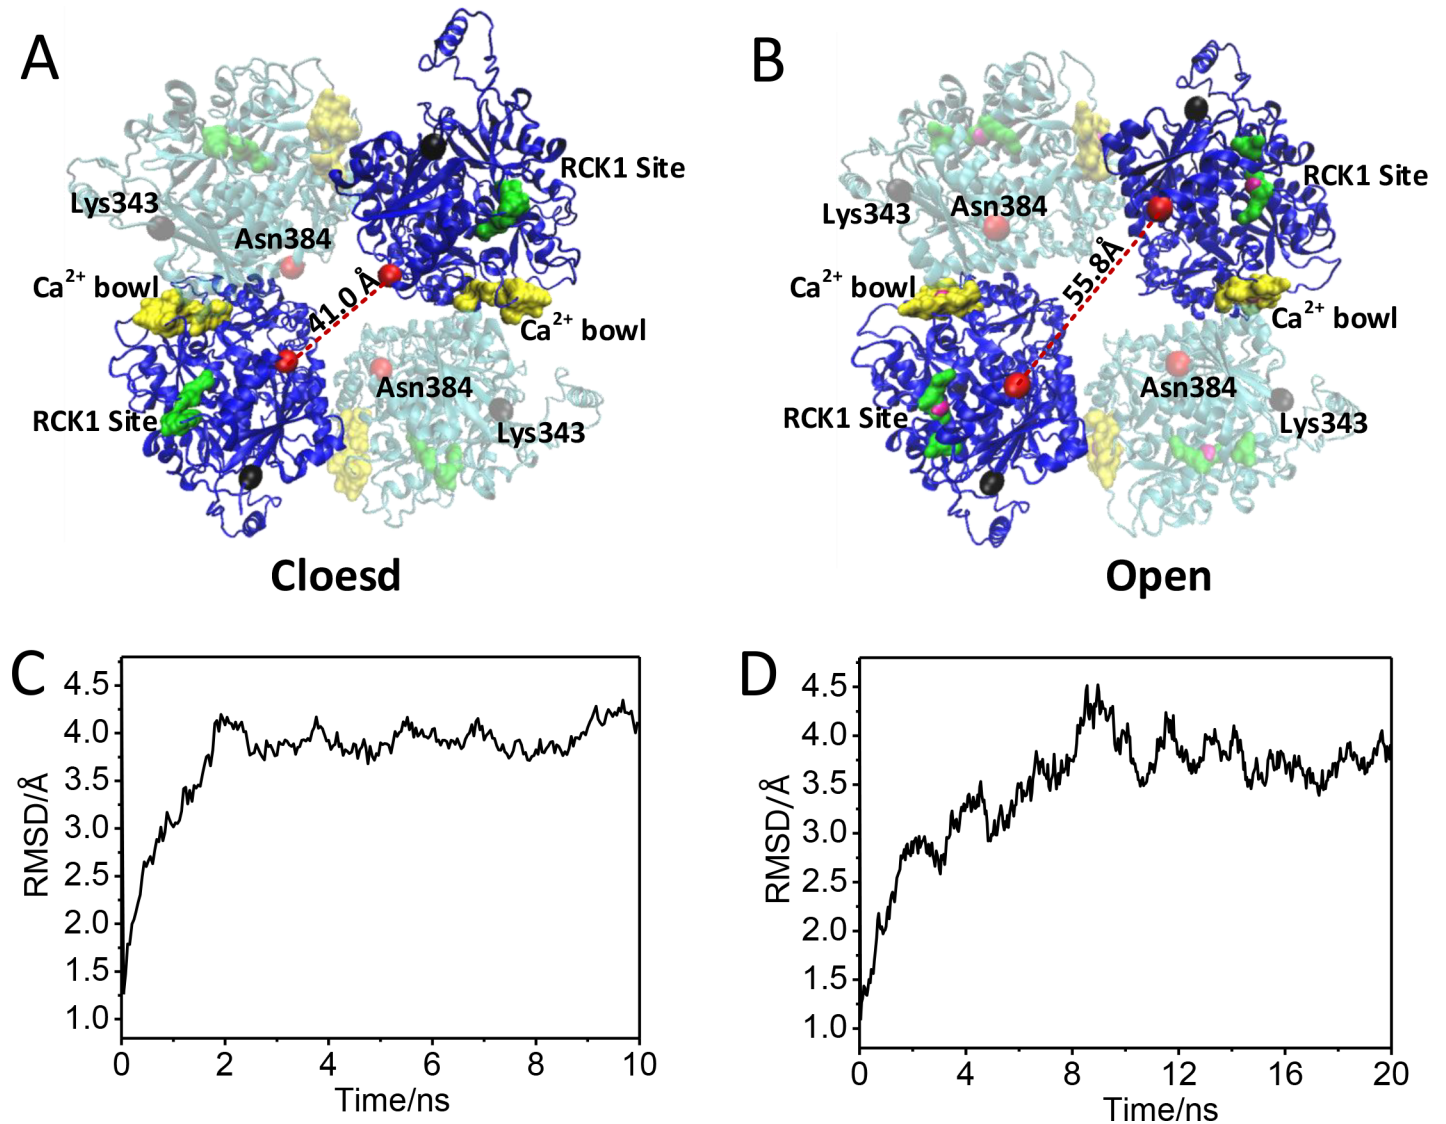 A
RCK1 Site
Lys343
Asn384
Ca²⁺ bowl
41.0 Å
Ca²⁺ bowl
Asn384
RCK1 Site
Lys343
Cloesd
B
RCK1 Site
Lys343
Asn384
55.8Å
Ca²⁺ bowl
Ca²⁺ bowl
Asn384
RCK1 Site
Lys343
Open
C
4.5
4.0
3.5
3.0
2.5
2.0
1.5
1.0
RMSD/Å
0 2 4 6 8 10
Time/ns
D
4.5
4.0
3.5
3.0
2.5
2.0
1.5
1.0
RMSD/Å
0 4 8 12 16 20
Time/ns